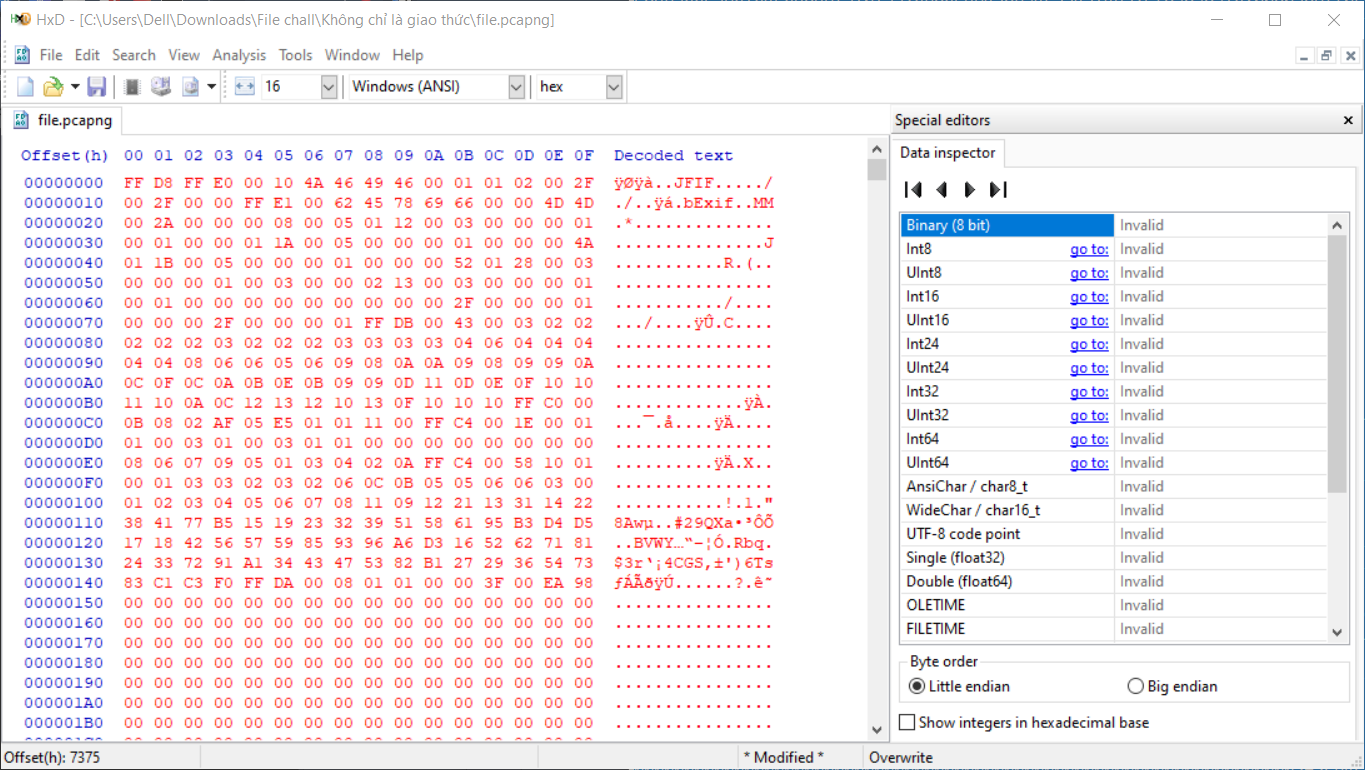 HxD - [C:\Users\Dell\Downloads\File chall\Không chỉ là giao thức\file.pcapng]
File Edit Search View Analysis Tools Window Help
16 Windows (ANSI) hex
file.pcapng
Offset(h) 00 01 02 03 04 05 06 07 08 09 0A 0B 0C 0D 0E 0F Decoded text
00000000 FF D8 FF E0 00 10 4A 46 49 46 00 01 01 02 00 2F ÿØÿà..JFIF...../
00000010 00 2F 00 00 FF E1 00 62 45 78 69 66 00 00 4D 4D ./..ÿá.bExif..MM
00000020 00 2A 00 00 00 08 00 05 01 12 00 03 00 00 00 01 .*..............
00000030 00 01 00 00 01 1A 00 05 00 00 00 01 00 00 00 4A ...............J
00000040 01 1B 00 05 00 00 00 01 00 00 00 52 01 28 00 03 ...........R.(..
00000050 00 00 00 01 00 03 00 00 02 13 00 03 00 00 00 01 ................
00000060 00 01 00 00 00 00 00 00 00 00 00 2F 00 00 00 01 .........../....
00000070 00 00 00 2F 00 00 00 01 FF DB 00 43 00 03 02 02 .../....ÿÛ.C....
00000080 02 02 02 03 02 02 02 03 03 03 03 04 06 04 04 04 ................
00000090 04 04 08 06 06 05 06 09 08 0A 0A 09 08 09 09 0A ................
000000A0 0C 0F 0C 0A 0B 0E 0B 09 09 0D 11 0D 0E 0F 10 10 ................
000000B0 11 10 0A 0C 12 13 12 10 13 0F 10 10 10 FF C0 00 .............ÿÀ.
000000C0 0B 08 02 AF 05 E5 01 01 11 00 FF C4 00 1E 00 01 ...¯.å....ÿÄ....
000000D0 01 00 03 01 00 03 01 01 00 00 00 00 00 00 00 00 ................
000000E0 08 06 07 09 05 01 03 04 02 0A FF C4 00 58 10 01 ..........ÿÄ.X..
000000F0 00 01 03 03 02 03 02 06 0C 0B 05 05 06 06 03 00 ................
00000100 01 02 03 04 05 06 07 08 11 09 12 21 13 31 14 22 ...........!.1."
00000110 38 41 77 B5 15 19 23 32 39 51 58 61 95 B3 D4 D5 8Awµ..#29QXa•³ÔÕ
00000120 17 18 42 56 57 59 85 93 96 A6 D3 16 52 62 71 81 ..BVWY…“–¦Ó.Rbq.
00000130 24 33 72 91 A1 34 43 47 53 82 B1 27 29 36 54 73 $3r‘¡4CGS‚±')6Ts
00000140 83 C1 C3 F0 FF DA 00 08 01 01 00 00 3F 00 EA 98 ƒÁÃðÿÚ......?.ê˜
00000150 00 00 00 00 00 00 00 00 00 00 00 00 00 00 00 00 ................
00000160 00 00 00 00 00 00 00 00 00 00 00 00 00 00 00 00 ................
00000170 00 00 00 00 00 00 00 00 00 00 00 00 00 00 00 00 ................
00000180 00 00 00 00 00 00 00 00 00 00 00 00 00 00 00 00 ................
00000190 00 00 00 00 00 00 00 00 00 00 00 00 00 00 00 00 ................
000001A0 00 00 00 00 00 00 00 00 00 00 00 00 00 00 00 00 ................
000001B0 00 00 00 00 00 00 00 00 00 00 00 00 00 00 00 00 ................
Special editors
Data inspector
Binary (8 bit) Invalid
Int8 go to: Invalid
UInt8 go to: Invalid
Int16 go to: Invalid
UInt16 go to: Invalid
Int24 go to: Invalid
UInt24 go to: Invalid
Int32 go to: Invalid
UInt32 go to: Invalid
Int64 go to: Invalid
UInt64 go to: Invalid
AnsiChar / char8_t Invalid
WideChar / char16_t Invalid
UTF-8 code point Invalid
Single (float32) Invalid
Double (float64) Invalid
OLETIME Invalid
FILETIME Invalid
Byte order
Little endian Big endian
Show integers in hexadecimal base
Offset(h): 7375 * Modified * Overwrite